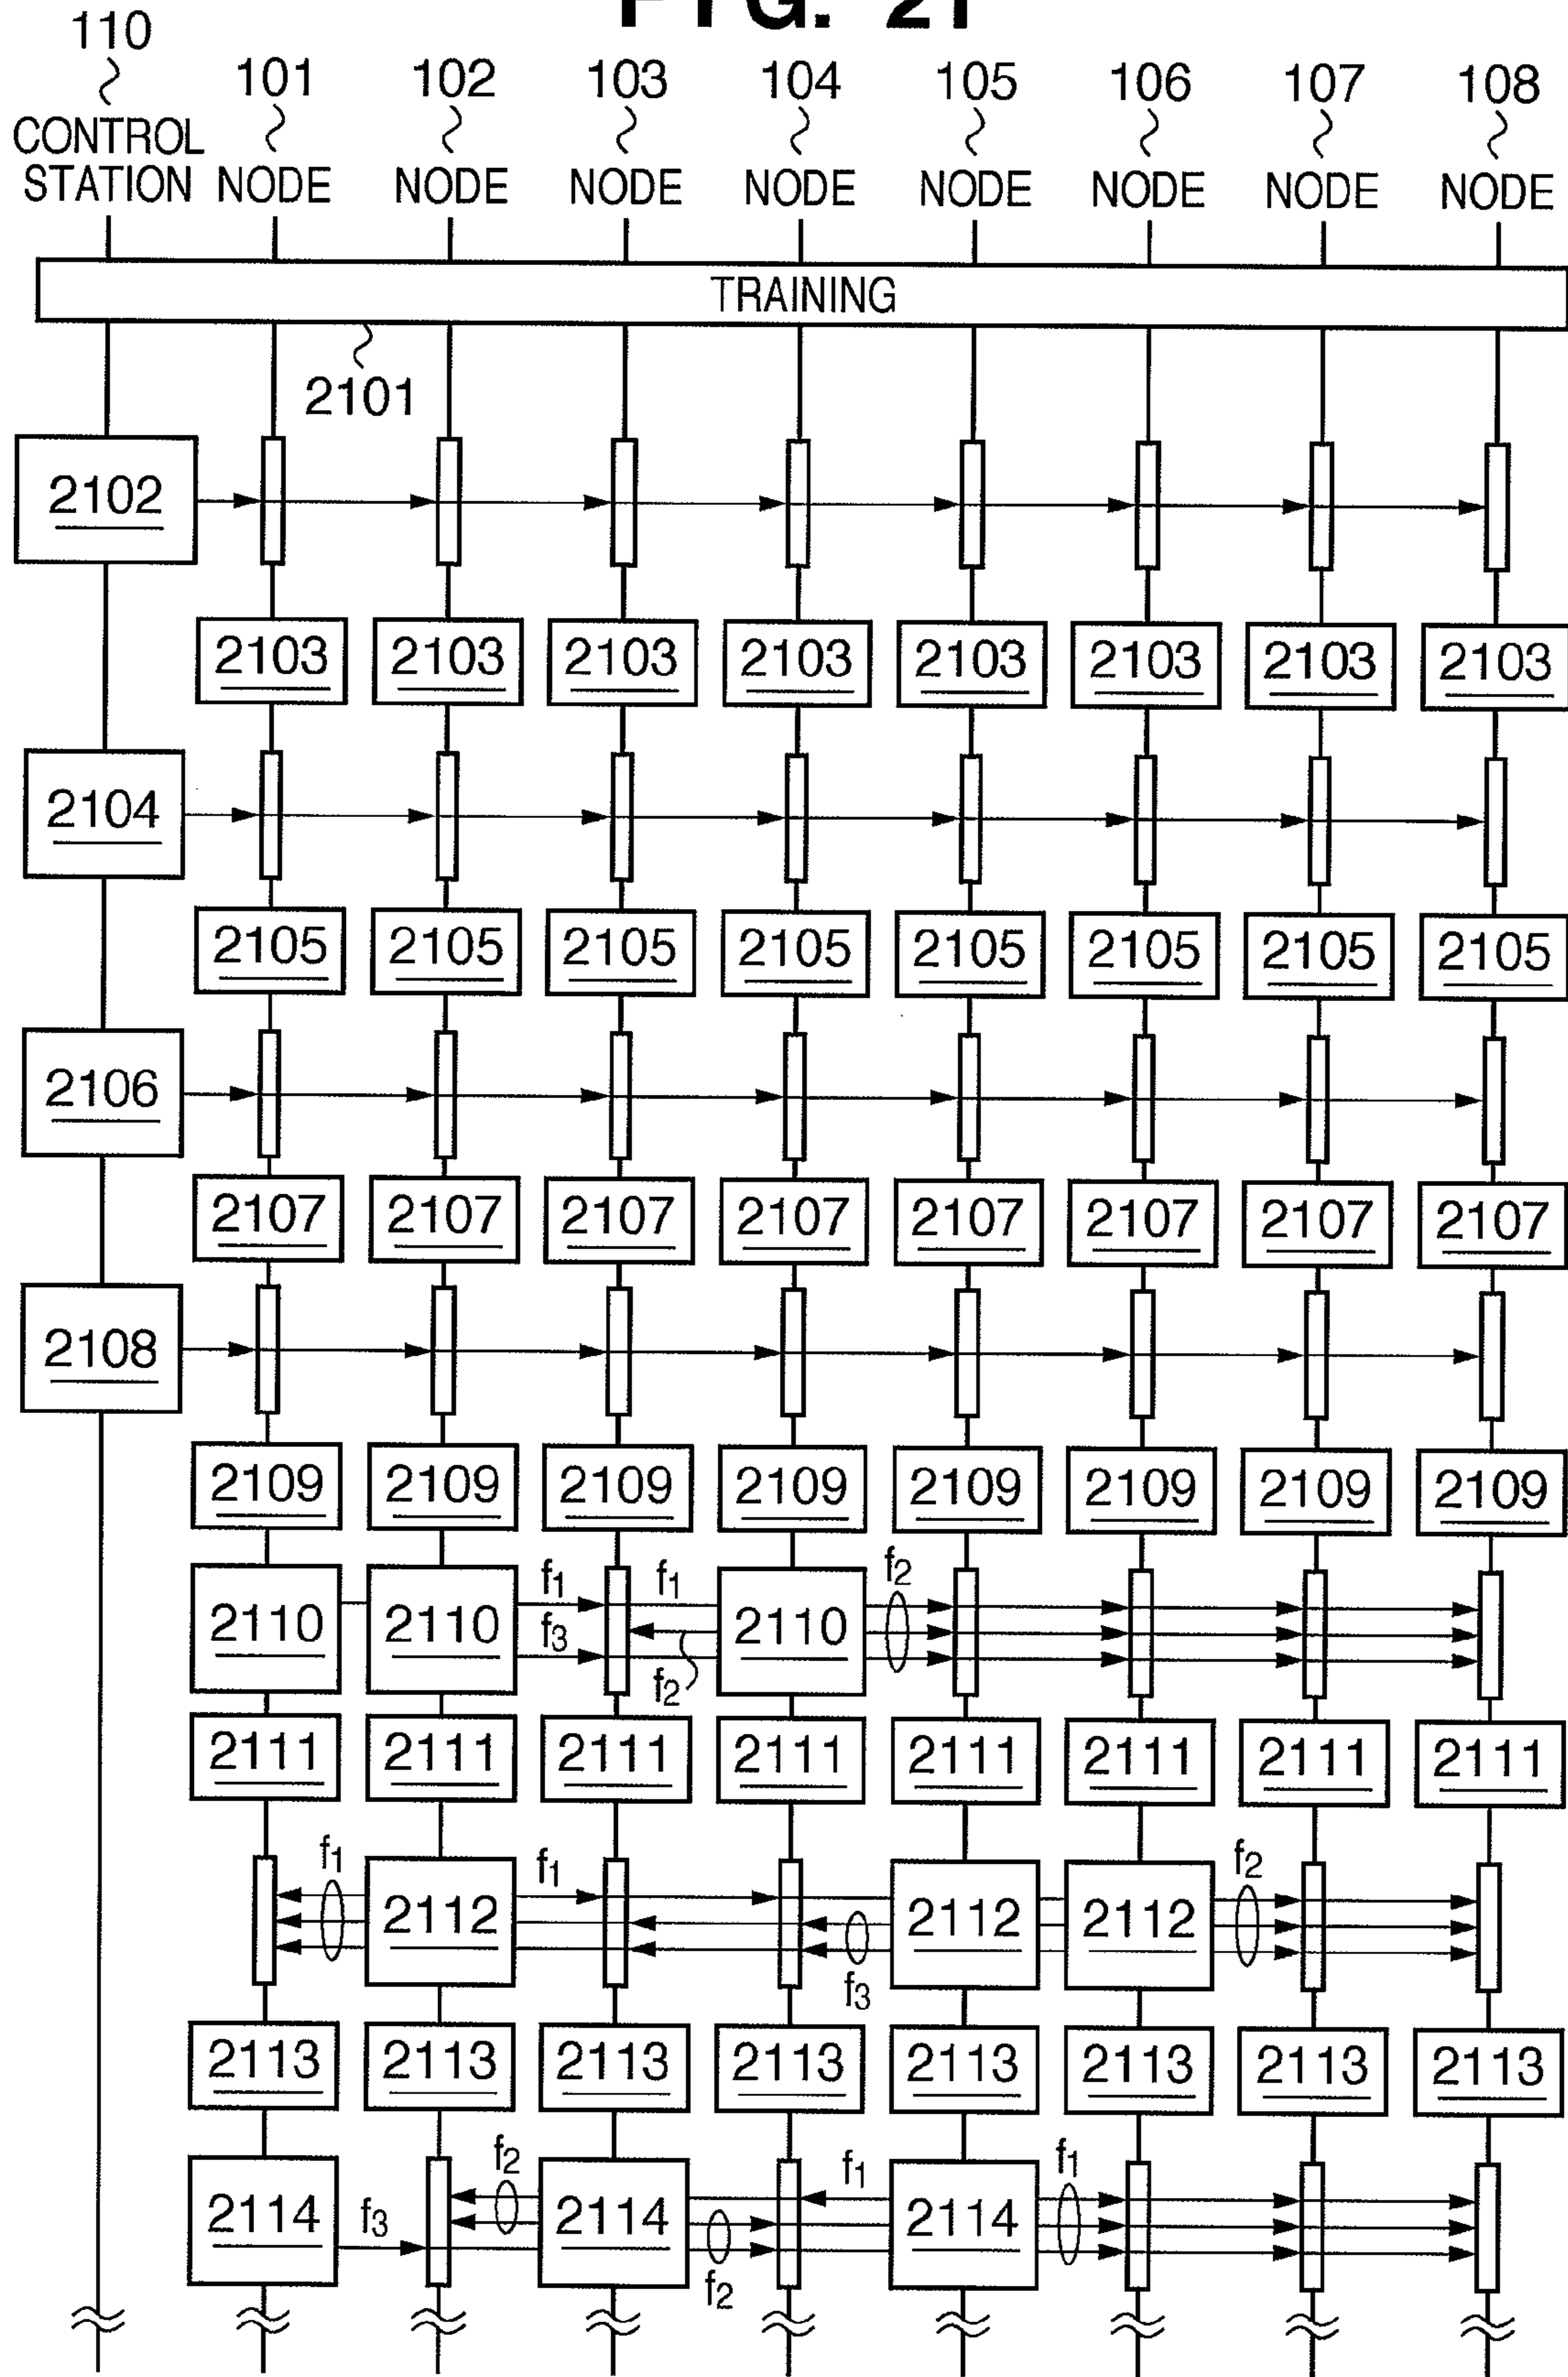 FIG. 21
110
101 102 103 104 105 106 107 108
CONTROL
STATION NODE NODE NODE NODE NODE NODE NODE NODE
TRAINING
2101
2102
2103 2103 2103 2103 2103 2103 2103 2103
2104
2105 2105 2105 2105 2105 2105 2105 2105
2106
2107 2107 2107 2107 2107 2107 2107 2107
2108
2109 2109 2109 2109 2109 2109 2109 2109
f1 f1 f2
2110 2110 2110
f3
f2
2111 2111 2111 2111 2111 2111 2111 2111
f1 f1 f2
2112 2112 2112
f3
2113 2113 2113 2113 2113 2113 2113 2113
f2 f1 f1
2114 f3 2114 2114
f2